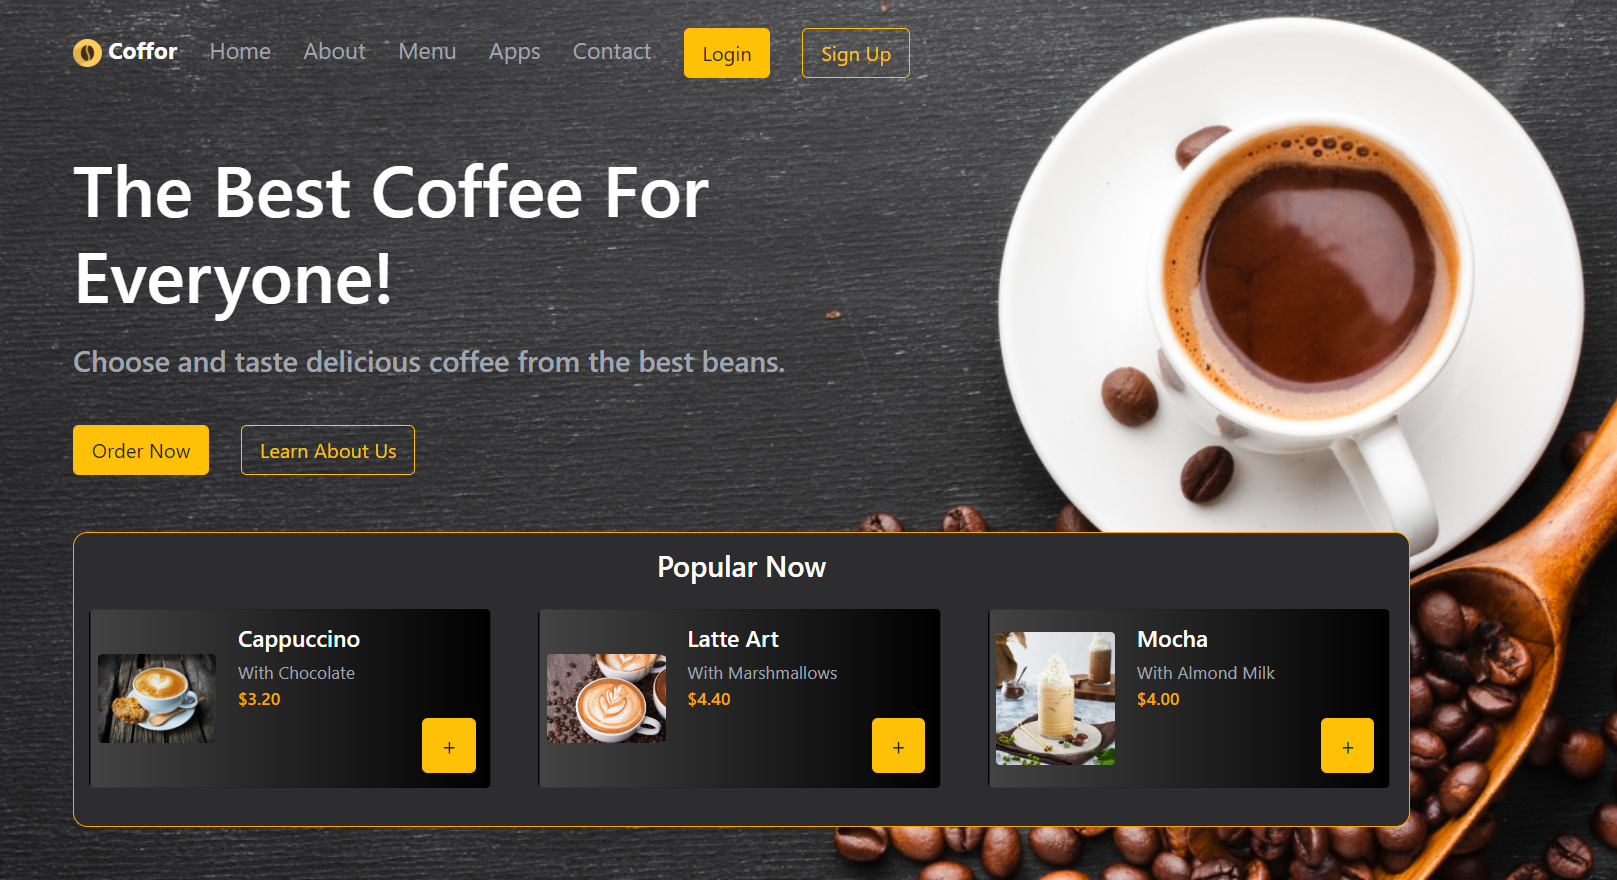 Coffor Home About Menu Apps Contact Login Sign Up
The Best Coffee For
Everyone!
Choose and taste delicious coffee from the best beans.
Order Now Learn About Us
Popular Now
Cappuccino
With Chocolate
$3.20
+
Latte Art
With Marshmallows
$4.40
+
Mocha
With Almond Milk
$4.00
+